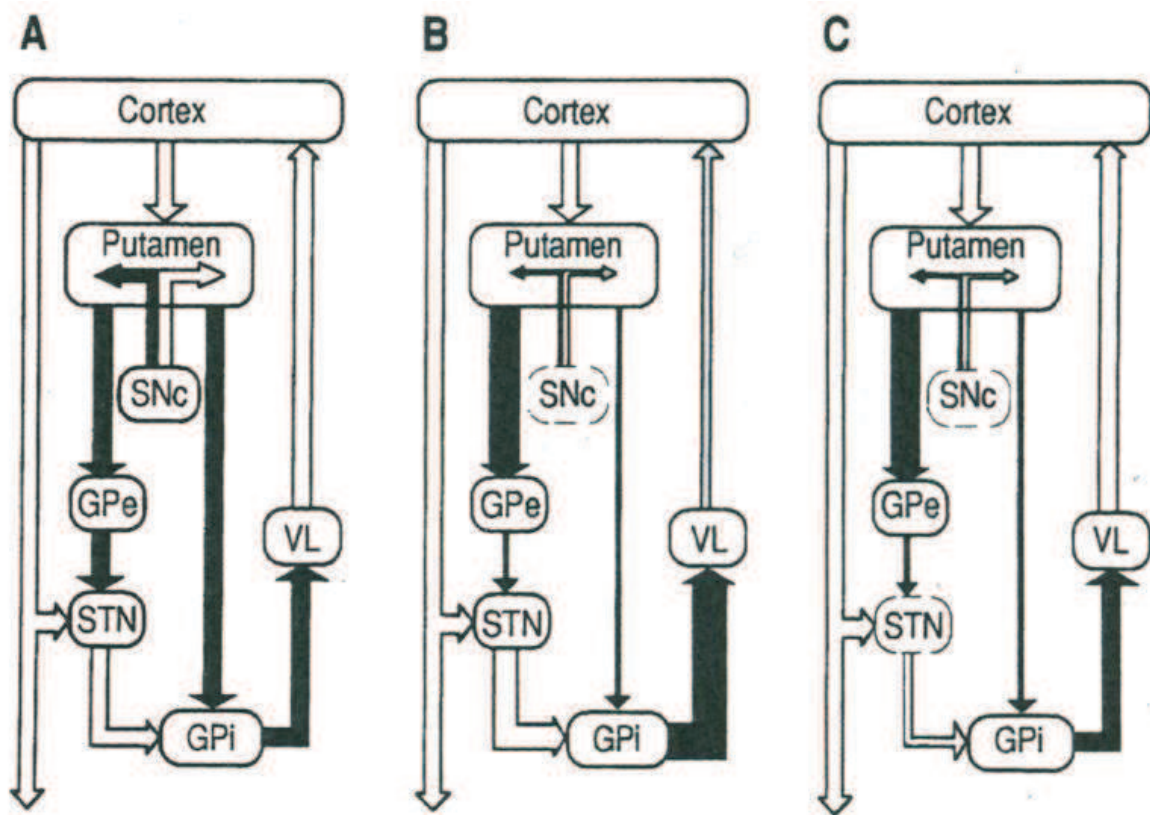 A
Cortex
Putamen
SNc
GPe
VL
STN
GPi
B
Cortex
Putamen
SNc
GPe
VL
STN
GPi
C
Cortex
Putamen
SNc
GPe
VL
STN
GPi